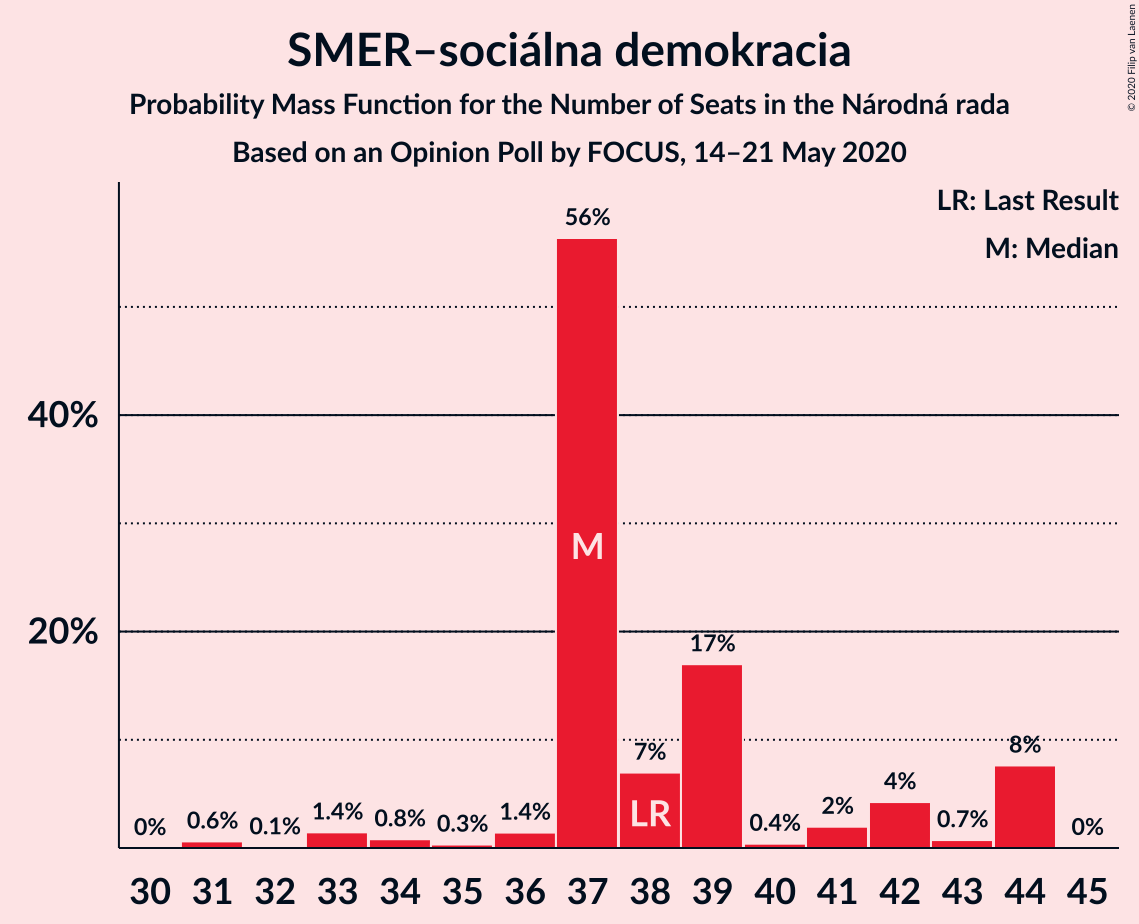 SMER–sociálna demokracia
Probability Mass Function for the Number of Seats in the Národná rada
Based on an Opinion Poll by FOCUS, 14–21 May 2020
© 2020 Filip van Laenen
LR: Last Result
M: Median
40%
20%
0%
0.6%
0.1%
1.4%
0.8%
0.3%
1.4%
56%
M
7%
LR
17%
0.4%
2%
4%
0.7%
8%
0%
30 31 32 33 34 35 36 37 38 39 40 41 42 43 44 45